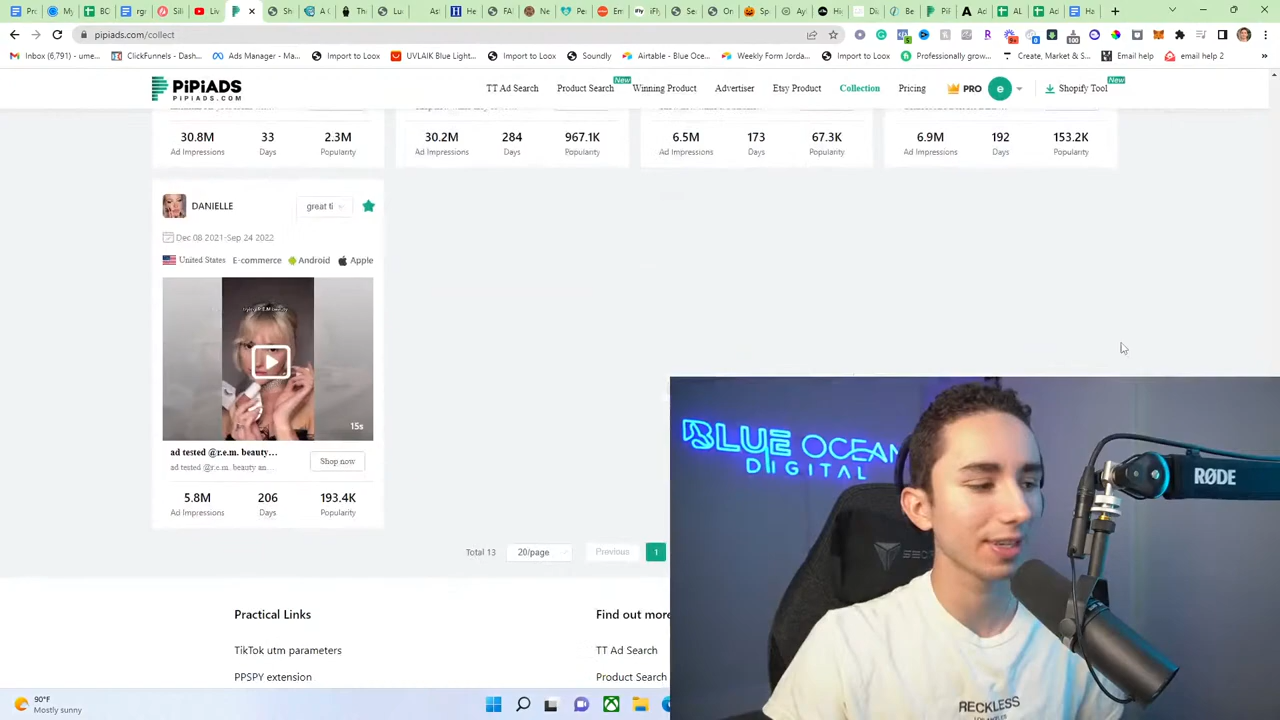 pipiads.com/collect
Inbox (6,791) - ume...
ClickFunnels - Dash...
Ads Manager - Ma...
Import to Loox
UVLAIK Blue Light...
Import to Loox
Soundly
Airtable - Blue Oce...
Weekly Form Jorda...
Import to Loox
Professionally grow...
Create, Market & S...
Email help
email help 2
PiPiADS
PIPIADS.COM
TT Ad Search
Product Search
New
Winning Product
Advertiser
Etsy Product
Collection
Pricing
PRO
e
Shopify Tool
New
30.8M 33 2.3M
Ad Impressions Days Popularity
30.2M 284 967.1K
Ad Impressions Days Popularity
6.5M 173 67.3K
Ad Impressions Days Popularity
6.9M 192 153.2K
Ad Impressions Days Popularity
DANIELLE
great ti
Dec 08 2021-Sep 24 2022
United States E-commerce Android Apple
15s
ad tested @r.e.m. beauty...
ad tested @r.e.m. beauty an...
Shop now
5.8M 206 193.4K
Ad Impressions Days Popularity
Total 13
20/page
Previous
1
Practical Links
Find out more
TikTok utm parameters
TT Ad Search
PPSPY extension
Product Search
BLUE OCEAN
DIGITAL
RØDE
RECKLESS
90°F
Mostly sunny